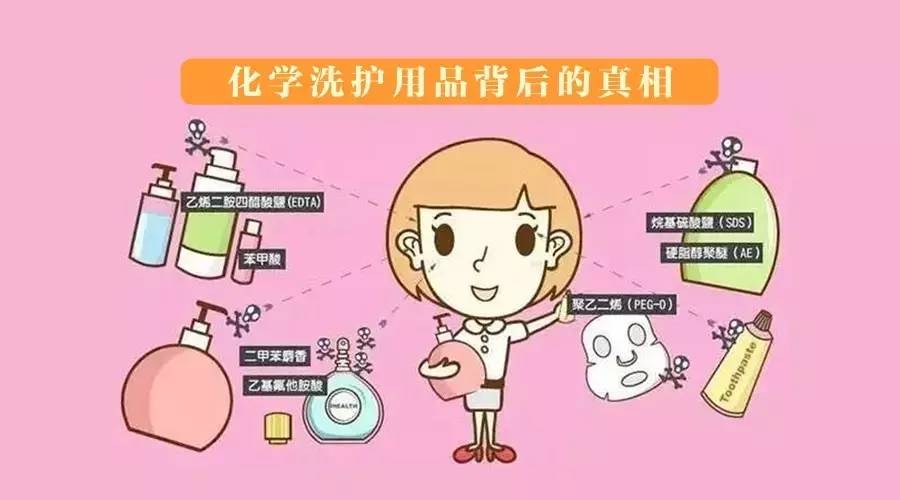 化学洗护用品背后的真相
乙烯二胺四醋酸鹽(EDTA)
苯甲酸
烷基硫酸鹽(SDS)
硬脂醇聚醚(AE)
聚乙二烯(PEG-O)
二甲苯麝香
乙基氟他胺酸
iHEALTH
Toothpaste